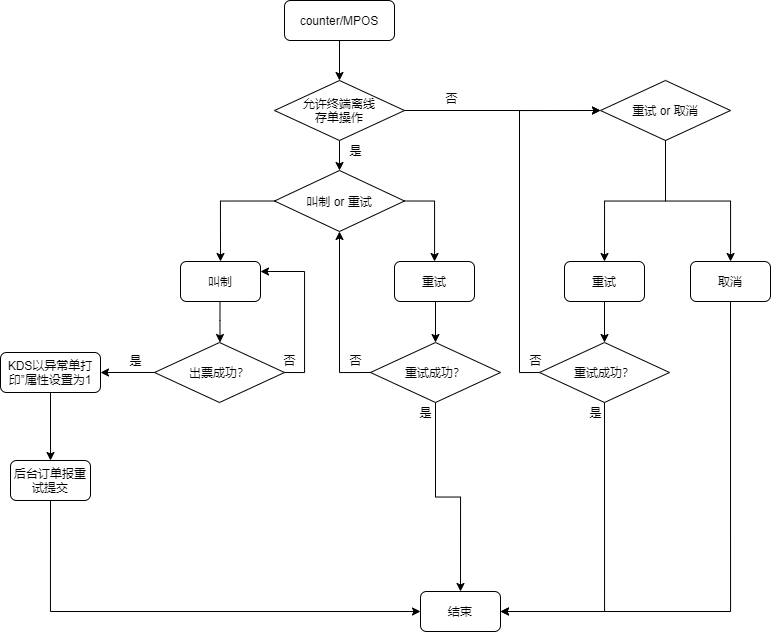 counter/MPOS
允许终端离线
存单操作
否
重试 or 取消
是
叫制 or 重试
叫制
重试
重试
取消
KDS以异常单打
印”属性设置为1
是
出票成功?
否
否
重试成功?
否
重试成功?
是
是
后台订单报重
试提交
结束